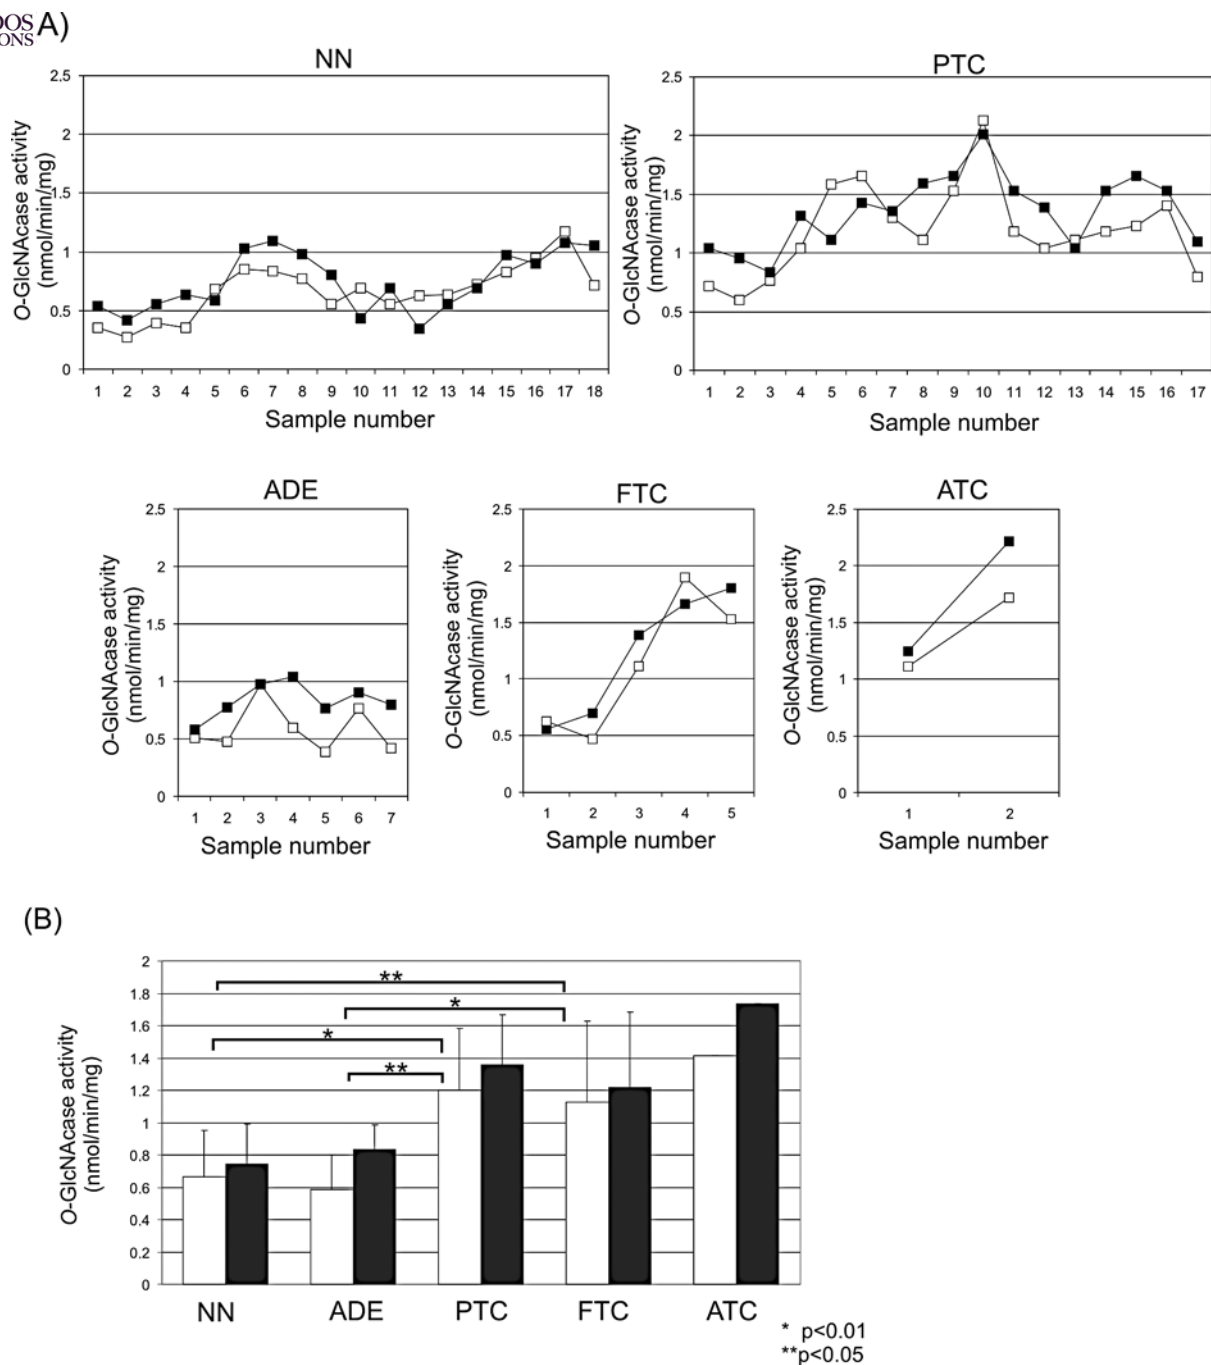 DOS
IONS
A)
NN
O-GlcNAcase activity
(nmol/min/mg)
2.5
2
1.5
1
0.5
0
1 2 3 4 5 6 7 8 9 10 11 12 13 14 15 16 17 18
Sample number
PTC
O-GlcNAcase activity
(nmol/min/mg)
2.5
2
1.5
1
0.5
0
1 2 3 4 5 6 7 8 9 10 11 12 13 14 15 16 17
Sample number
ADE
O-GlcNAcase activity
(nmol/min/mg)
2.5
2
1.5
1
0.5
0
1 2 3 4 5 6 7
Sample number
FTC
O-GlcNAcase activity
(nmol/min/mg)
2.5
2
1.5
1
0.5
0
1 2 3 4 5
Sample number
ATC
O-GlcNAcase activity
(nmol/min/mg)
2.5
2
1.5
1
0.5
0
1 2
Sample number
(B)
O-GlcNAcase activity
(nmol/min/mg)
2
1.8
1.6
1.4
1.2
1
0.8
0.6
0.4
0.2
0
**
*
*
**
NN ADE PTC FTC ATC
* p<0.01
**p<0.05